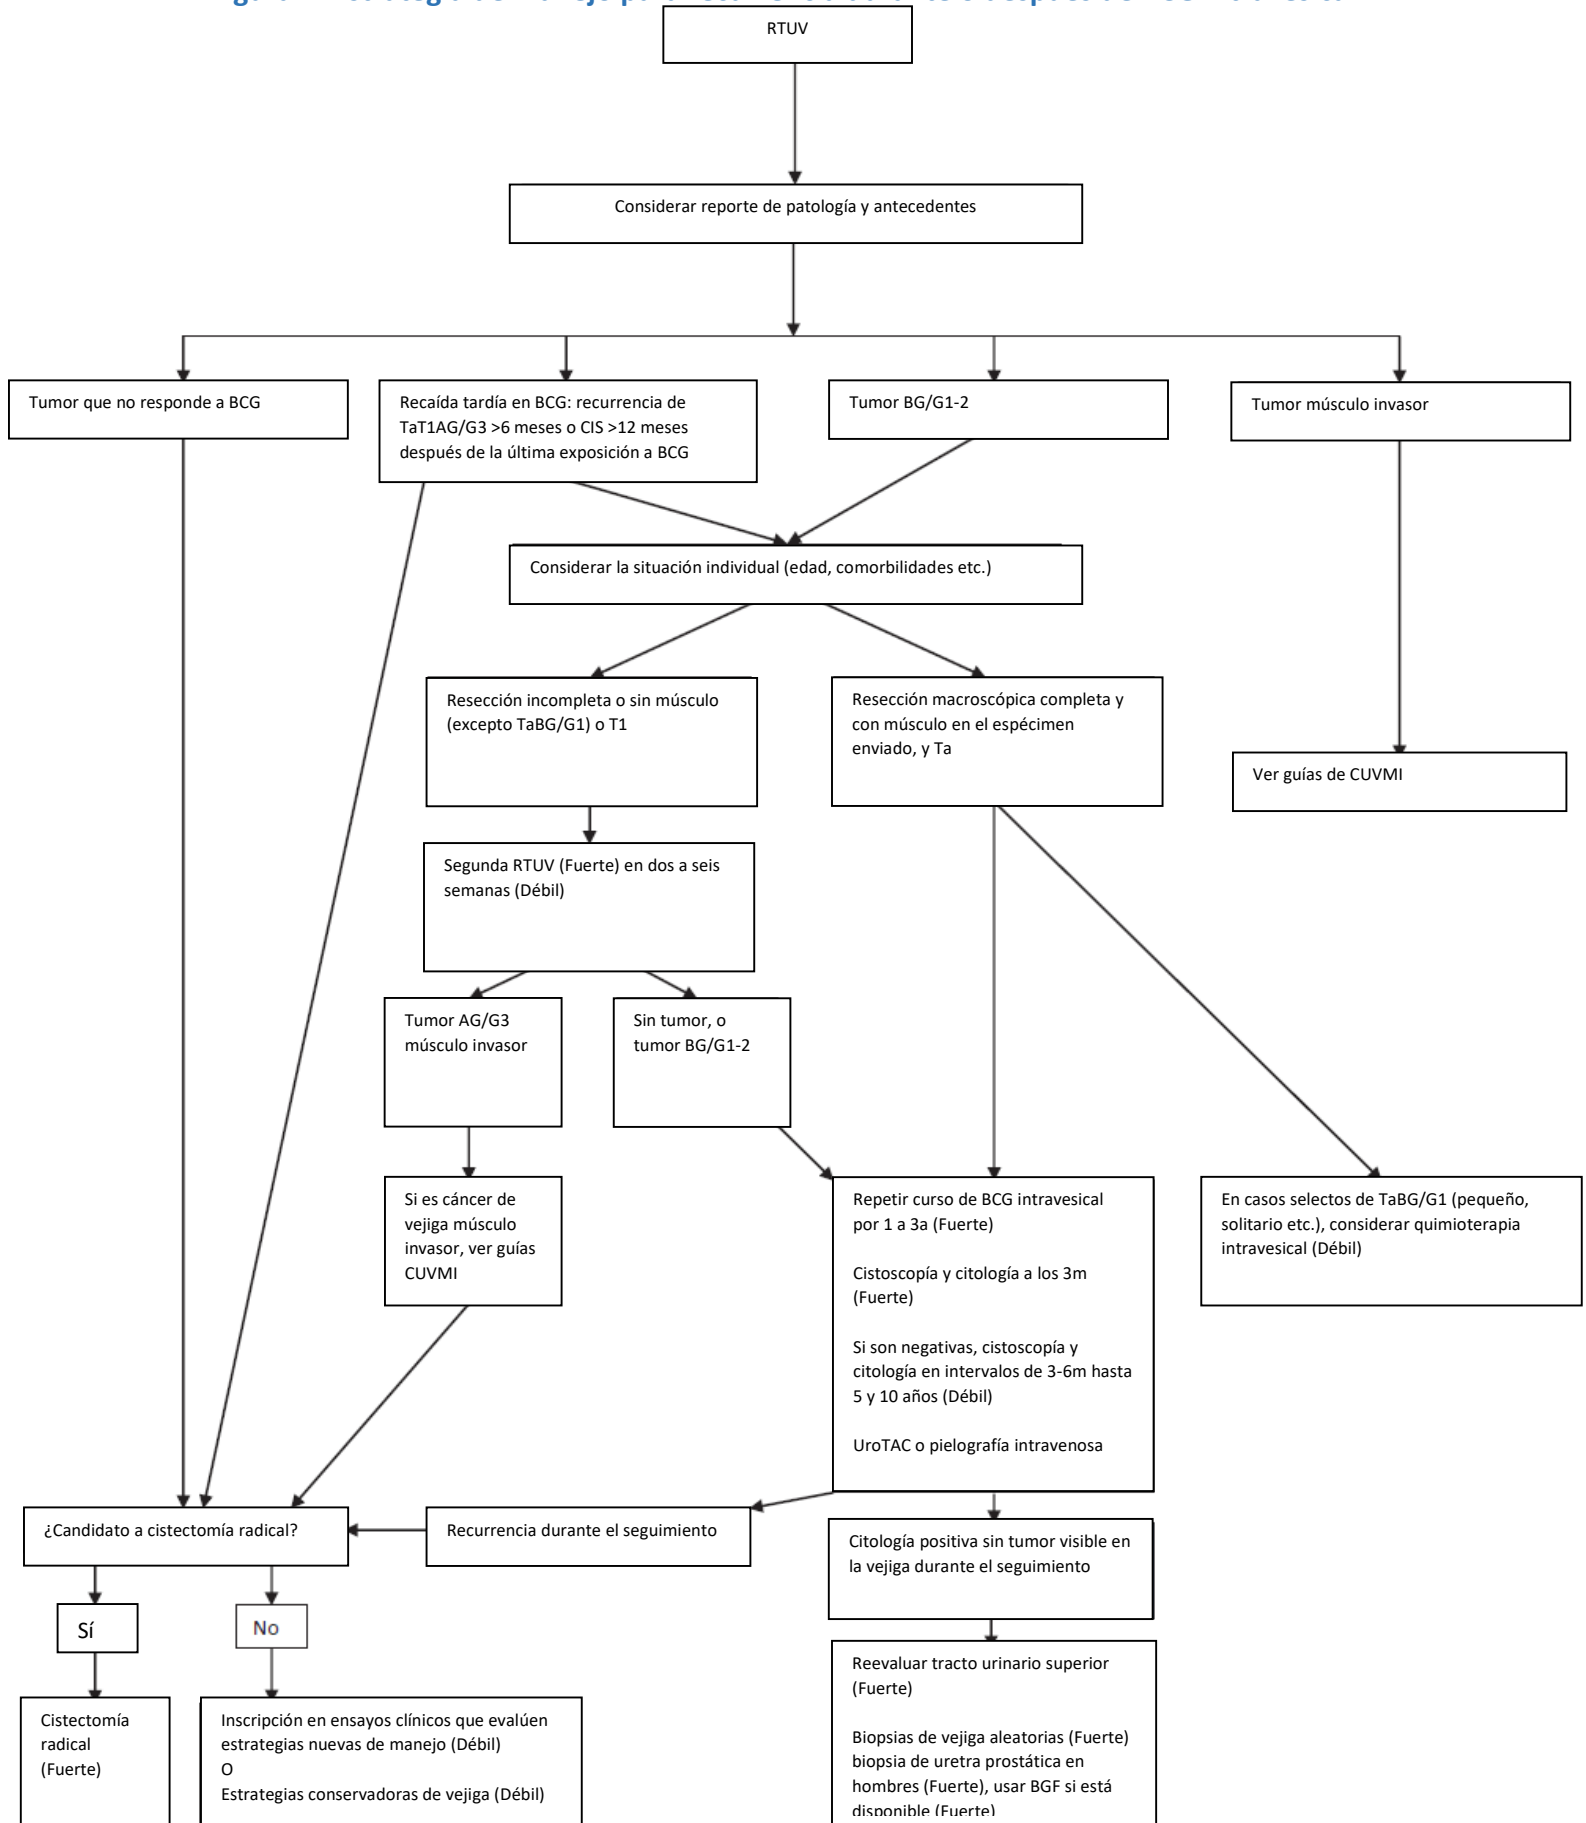 RTUV
Considerar reporte de patología y antecedentes
Tumor que no responde a BCG
Recaída tardía en BCG: recurrencia de
TaT1AG/G3 >6 meses o CIS >12 meses
después de la última exposición a BCG
Tumor BG/G1-2
Tumor músculo invasor
Considerar la situación individual (edad, comorbilidades etc.)
Resección incompleta o sin músculo
(excepto TaBG/G1) o T1
Resección macroscópica completa y
con músculo en el espécimen
enviado, y Ta
Ver guías de CUVMI
Segunda RTUV (Fuerte) en dos a seis
semanas (Débil)
Tumor AG/G3
músculo invasor
Sin tumor, o
tumor BG/G1-2
Si es cáncer de
vejiga músculo
invasor, ver guías
CUVMI
Repetir curso de BCG intravesical
por 1 a 3a (Fuerte)
Cistoscopía y citología a los 3m
(Fuerte)
Si son negativas, cistoscopía y
citología en intervalos de 3-6m hasta
5 y 10 años (Débil)
UroTAC o pielografía intravenosa
En casos selectos de TaBG/G1 (pequeño,
solitario etc.), considerar quimioterapia
intravesical (Débil)
¿Candidato a cistectomía radical?
Recurrencia durante el seguimiento
Citología positiva sin tumor visible en
la vejiga durante el seguimiento
Sí
No
Cistectomía
radical
(Fuerte)
Inscripción en ensayos clínicos que evalúen
estrategias nuevas de manejo (Débil)
O
Estrategias conservadoras de vejiga (Débil)
Reevaluar tracto urinario superior
(Fuerte)
Biopsias de vejiga aleatorias (Fuerte)
biopsia de uretra prostática en
hombres (Fuerte), usar BGF si está
disponible (Fuerte)